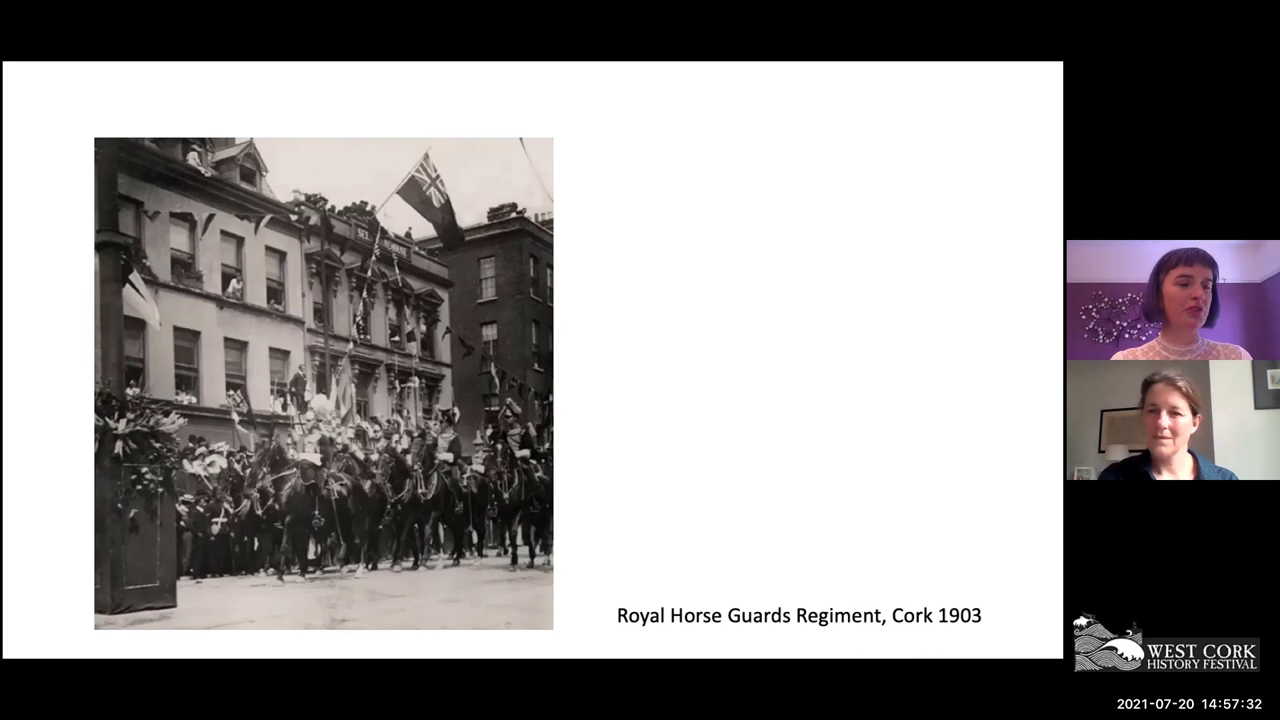 Royal Horse Guards Regiment, Cork 1903
WEST CORK
HISTORY FESTIVAL
2021-07-20 14:57:32